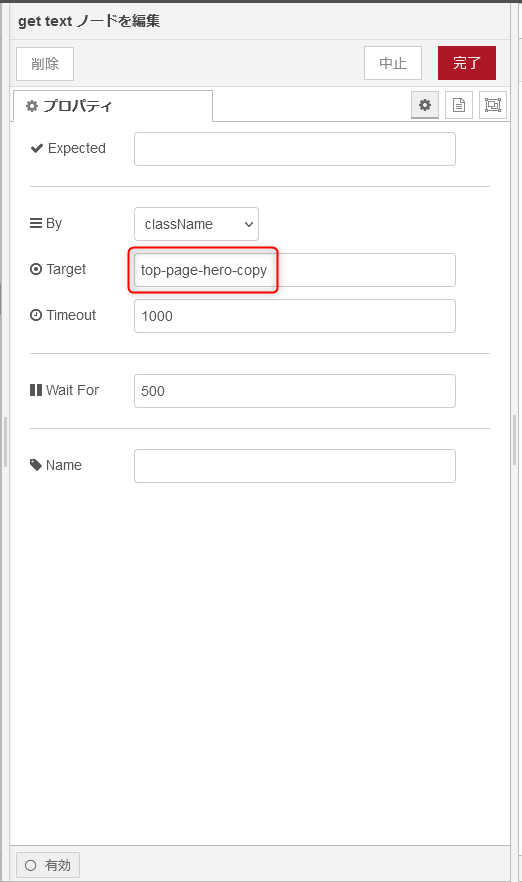 get text ノードを編集
削除
中止
完了
プロパティ
Expected
By
className
Target
top-page-hero-copy
Timeout
1000
Wait For
500
Name
有効